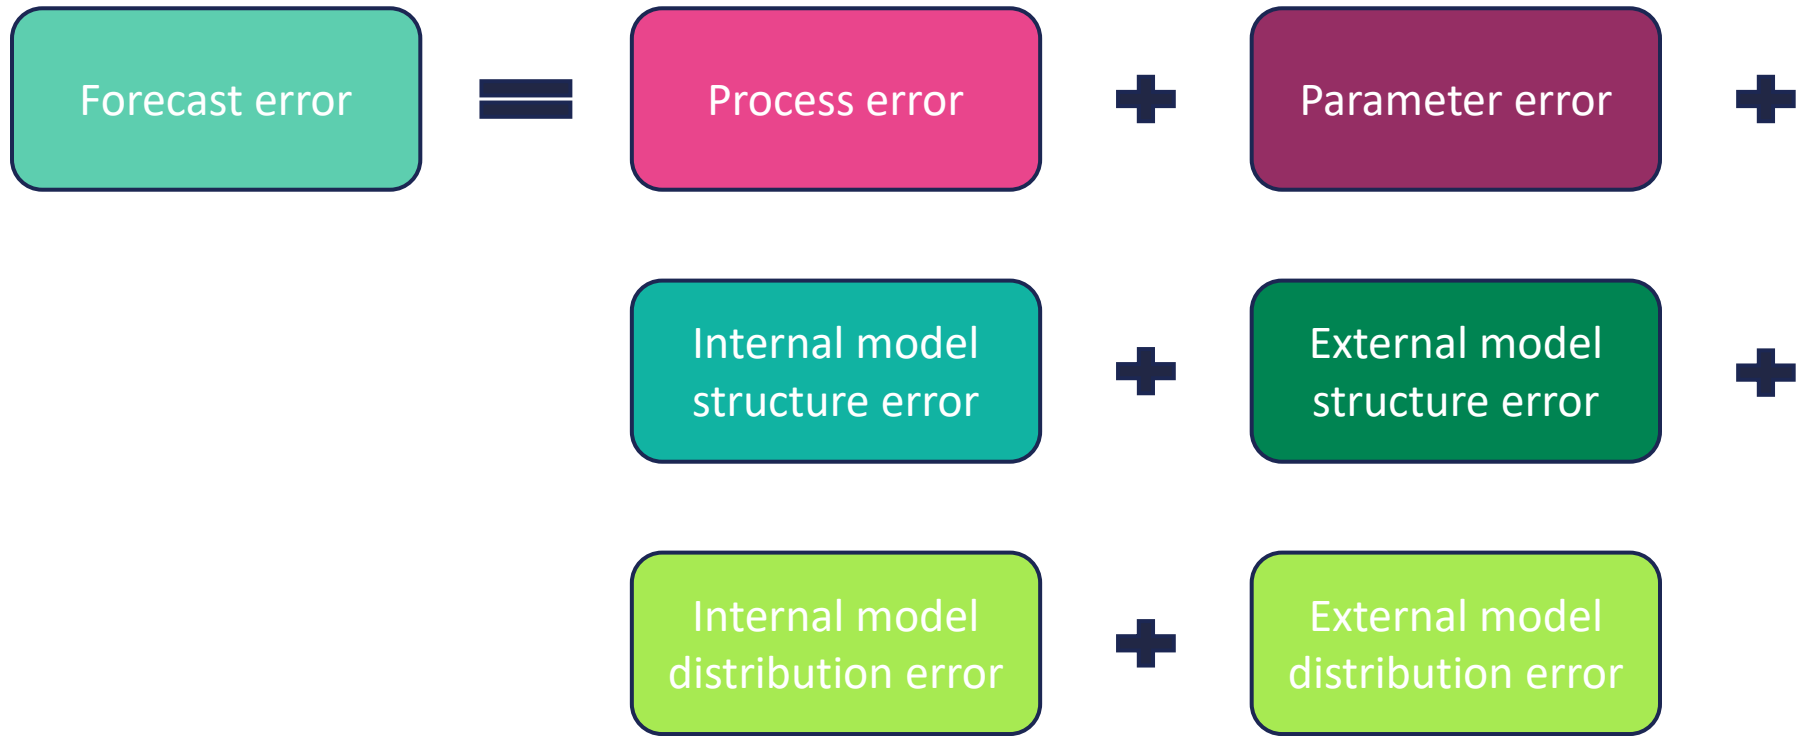 Forecast error
=
Process error
+
Parameter error
+
Internal model
structure error
+
External model
structure error
+
Internal model
distribution error
+
External model
distribution error